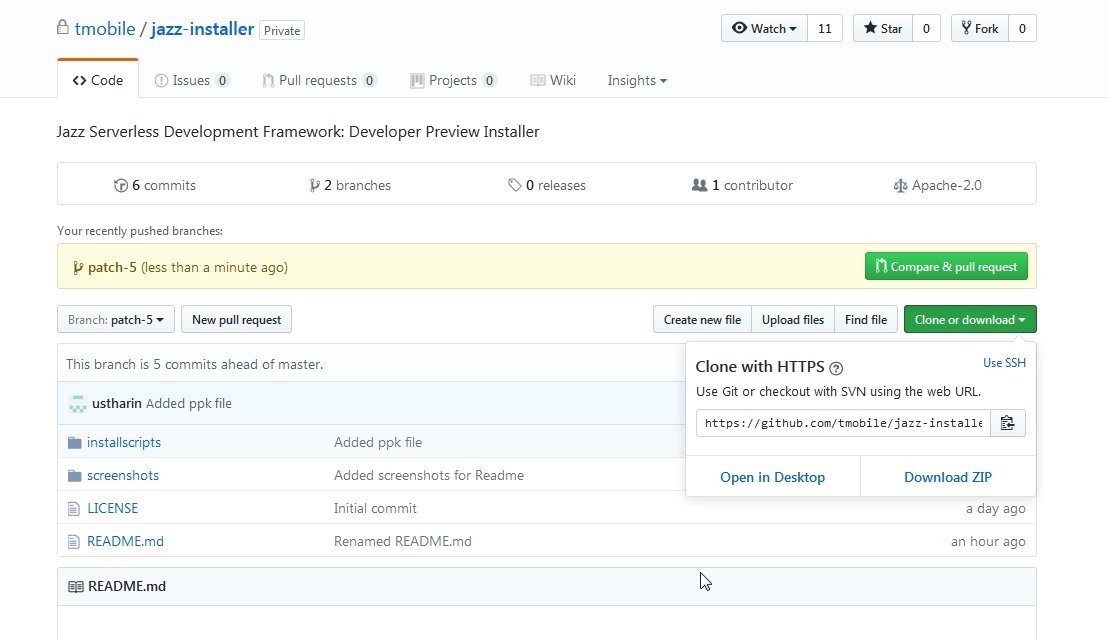 tmobile / jazz-installer Private
Watch 11 Star 0 Fork 0
Code Issues 0 Pull requests 0 Projects 0 Wiki Insights
Jazz Serverless Development Framework: Developer Preview Installer
6 commits 2 branches 0 releases 1 contributor Apache-2.0
Your recently pushed branches:
patch-5 (less than a minute ago) Compare & pull request
Branch: patch-5 New pull request Create new file Upload files Find file Clone or download
This branch is 5 commits ahead of master.
Clone with HTTPS ? Use SSH
Use Git or checkout with SVN using the web URL.
https://github.com/tmobile/jazz-installe
Open in Desktop Download ZIP
ustharin Added ppk file
installscripts Added ppk file
screenshots Added screenshots for Readme
LICENSE Initial commit a day ago
README.md Renamed README.md an hour ago
README.md